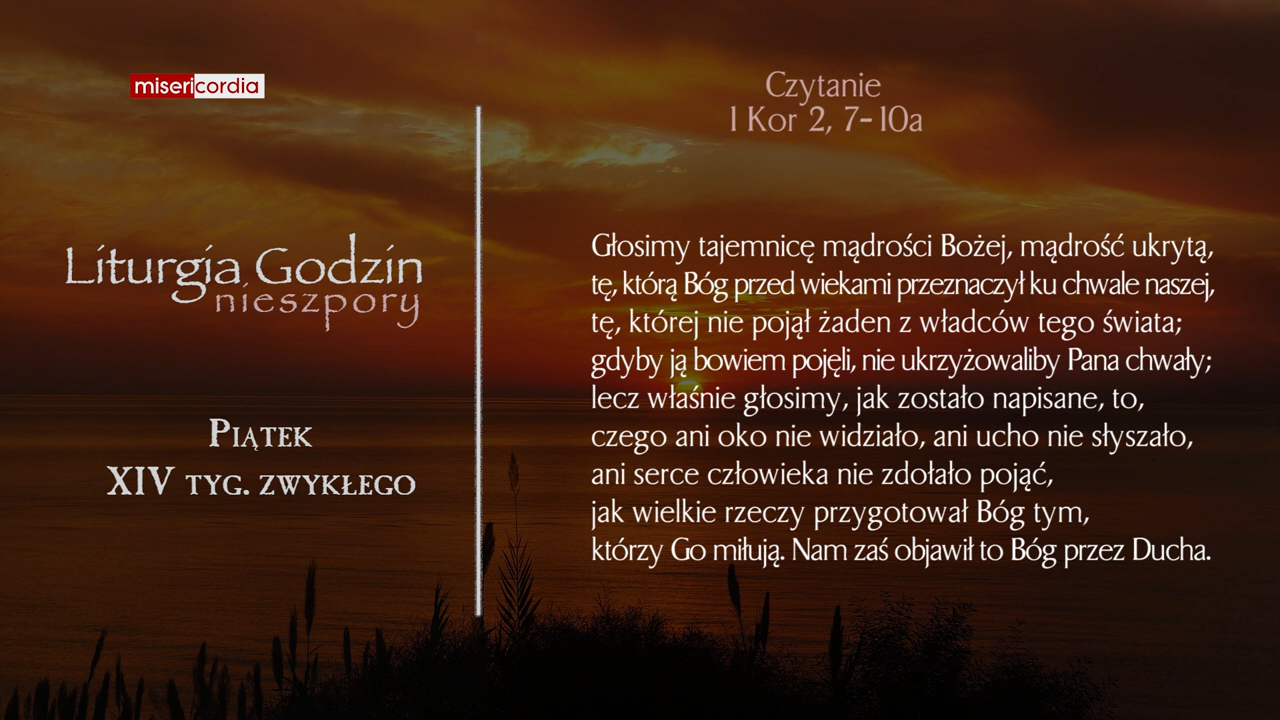 misericordia
Liturgia Godzin
nieszpory
Piątek
XIV tyg. zwykłego
Czytanie
1 Kor 2, 7-10a
Głosimy tajemnicę mądrości Bożej, mądrość ukrytą,
tę, którą Bóg przed wiekami przeznaczył ku chwale naszej,
tę, której nie pojął żaden z władców tego świata;
gdyby ją bowiem pojęli, nie ukrzyżowaliby Pana chwały;
lecz właśnie głosimy, jak zostało napisane, to,
czego ani oko nie widziało, ani ucho nie słyszało,
ani serce człowieka nie zdołało pojąć,
jak wielkie rzeczy przygotował Bóg tym,
którzy Go miłują. Nam zaś objawił to Bóg przez Ducha.